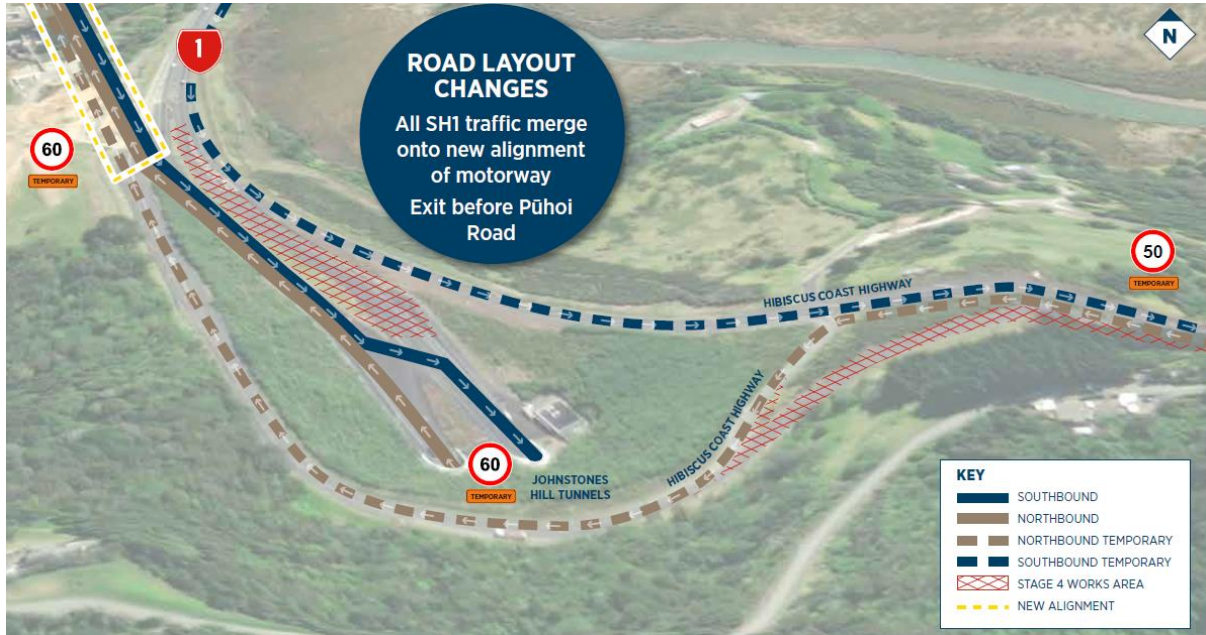 1
N
ROAD LAYOUT
CHANGES
All SH1 traffic merge
onto new alignment
of motorway
Exit before Pūhoi
Road
60
TEMPORARY
50
TEMPORARY
HIBISCUS COAST HIGHWAY
HIBISCUS COAST HIGHWAY
60
TEMPORARY
JOHNSTONES
HILL TUNNELS
KEY
SOUTHBOUND
NORTHBOUND
NORTHBOUND TEMPORARY
SOUTHBOUND TEMPORARY
STAGE 4 WORKS AREA
NEW ALIGNMENT